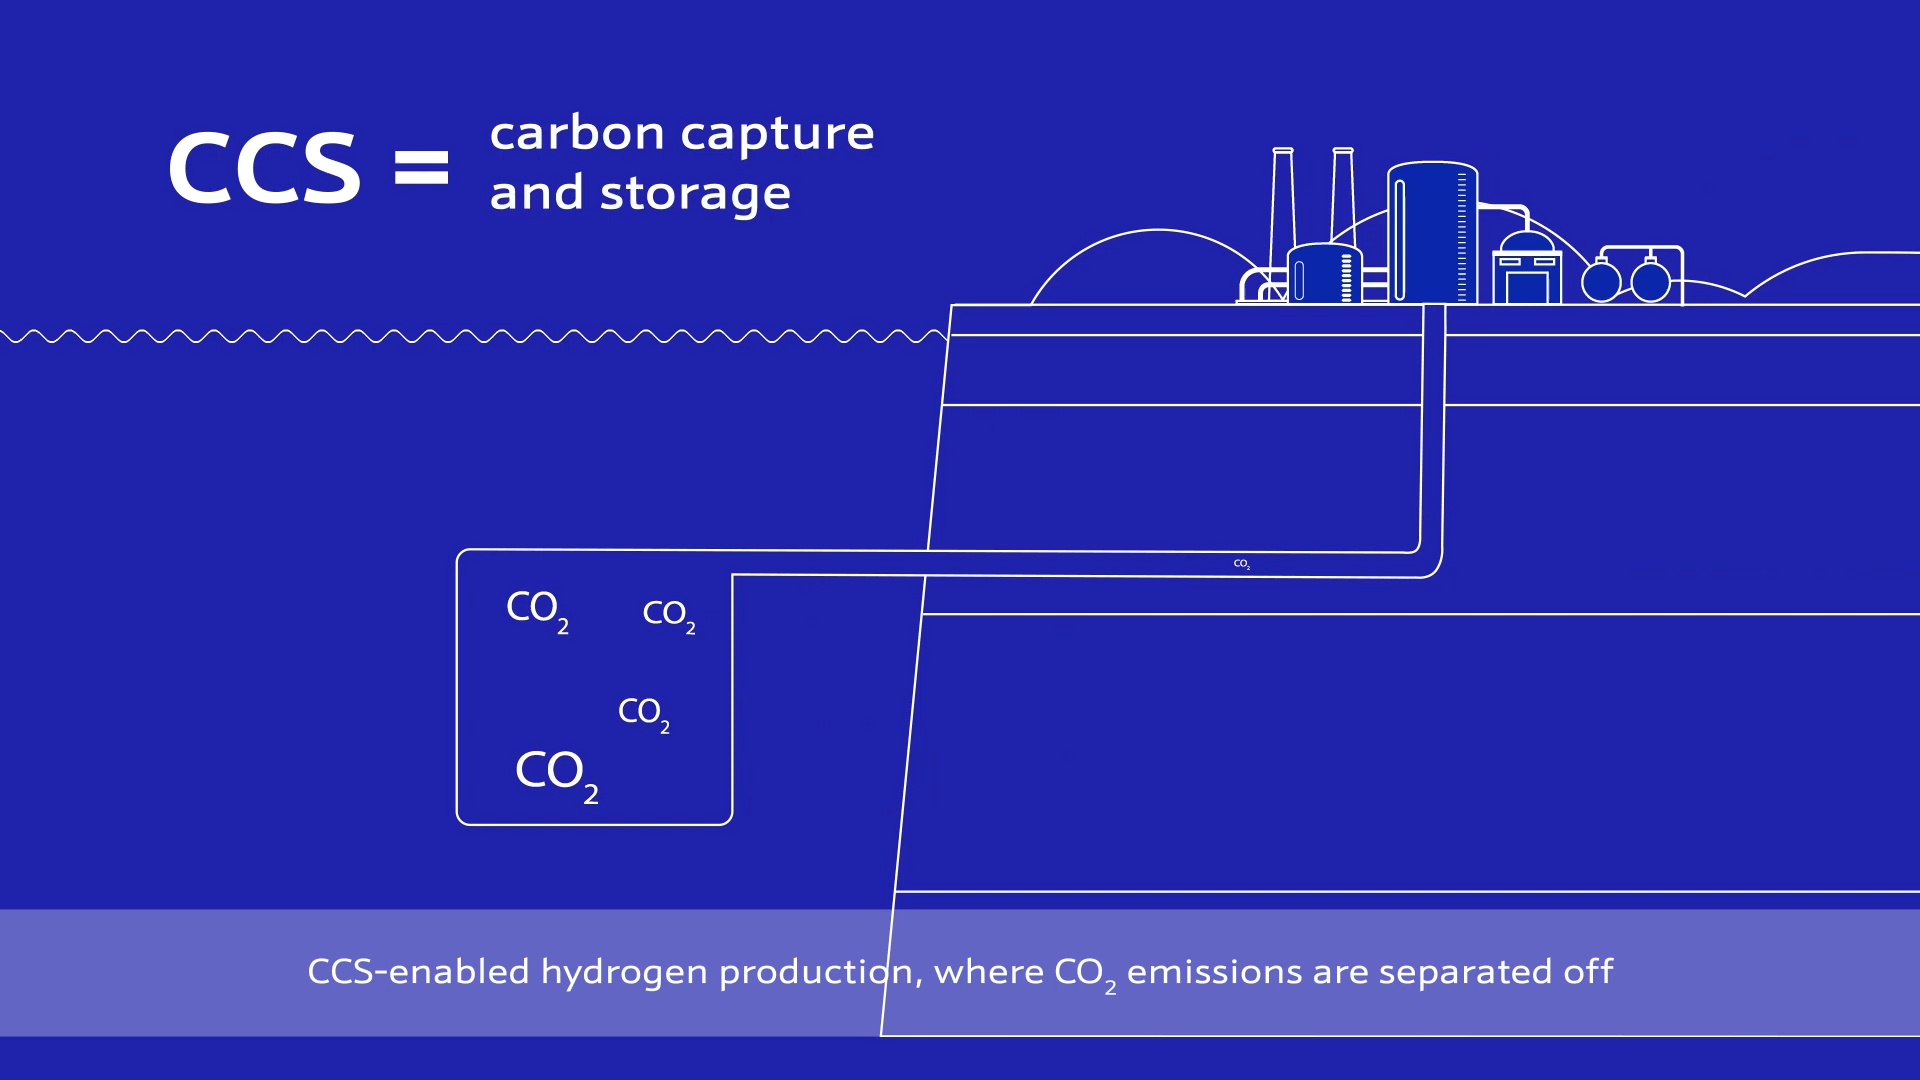 CCS =
carbon capture
and storage
CO₂
CO₂
CO₂
CO₂
CO₂
CCS-enabled hydrogen production, where CO₂ emissions are separated off